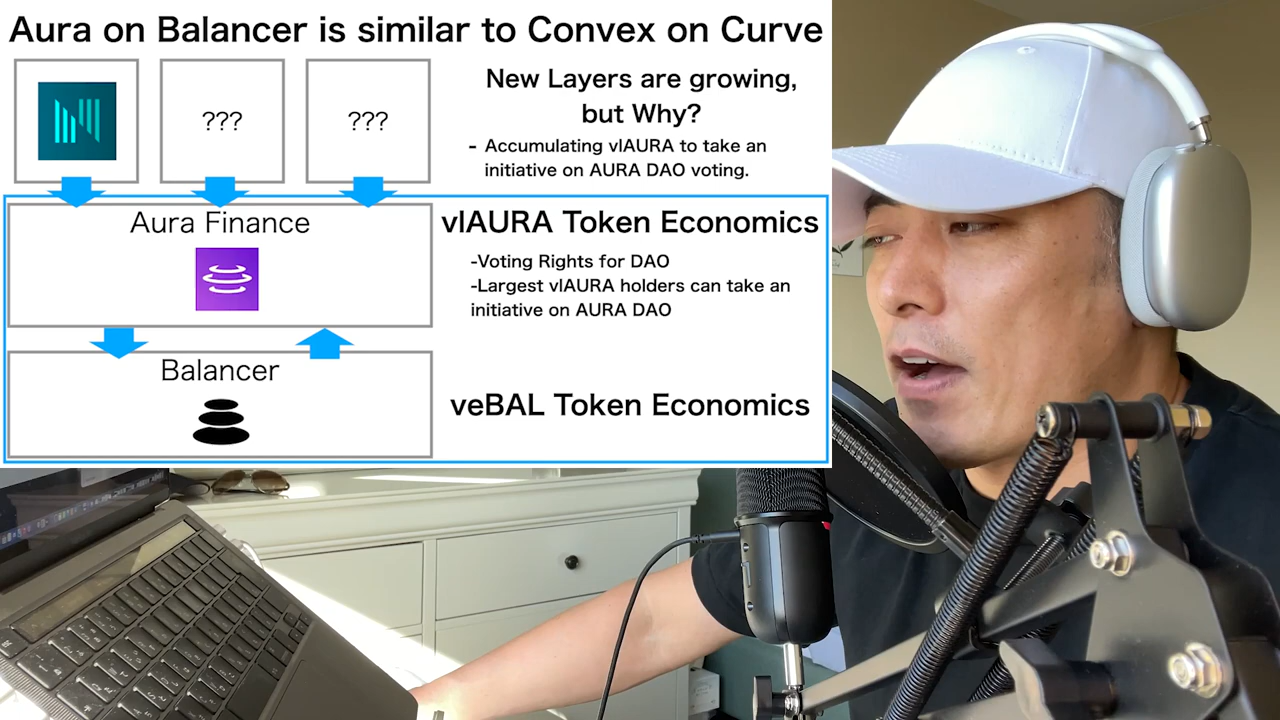 Aura on Balancer is similar to Convex on Curve
???
???
New Layers are growing,
but Why?
- Accumulating vlAURA to take an
initiative on AURA DAO voting.
Aura Finance
vlAURA Token Economics
-Voting Rights for DAO
-Largest vlAURA holders can take an
initiative on AURA DAO
Balancer
veBAL Token Economics